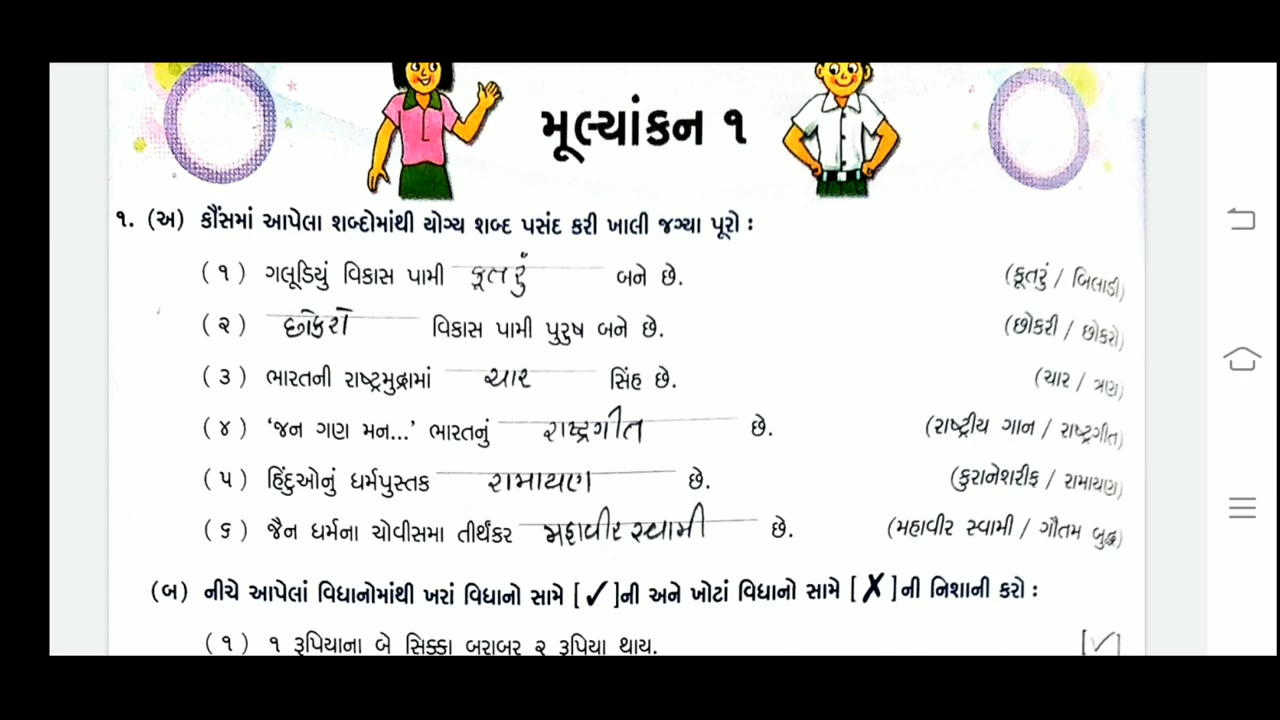 મૂલ્યાંકન ૧
૧. (અ) કૌંસમાં આપેલા શબ્દોમાંથી યોગ્ય શબ્દ પસંદ કરી ખાલી જગ્યા પૂરો :
(૧) ગલૂડિયું વિકાસ પામી કૂતરું બને છે. (કૂતરું / બિલાડી)
(૨) છોકરો વિકાસ પામી પુરુષ બને છે. (છોકરી / છોકરો)
(૩) ભારતની રાષ્ટ્રમુદ્રામાં ચાર સિંહ છે. (ચાર / ત્રણ)
(૪) ‘જન ગણ મન...’ ભારતનું રાષ્ટ્રગીત છે. (રાષ્ટ્રીય ગાન / રાષ્ટ્રગીત)
(૫) હિંદુઓનું ધર્મપુસ્તક રામાયણ છે. (કુરાનેશરીફ / રામાયણ)
(૬) જૈન ધર્મના ચોવીસમા તીર્થંકર મહાવીર સ્વામી છે. (મહાવીર સ્વામી / ગૌતમ બુદ્ધ)
(બ) નીચે આપેલાં વિધાનોમાંથી ખરાં વિધાનો સામે [✓]ની અને ખોટાં વિધાનો સામે [✗]ની નિશાની કરો :
(૧) ૧ રૂપિયાના બે સિક્કા બરાબર ૨ રૂપિયા થાય. [✓]